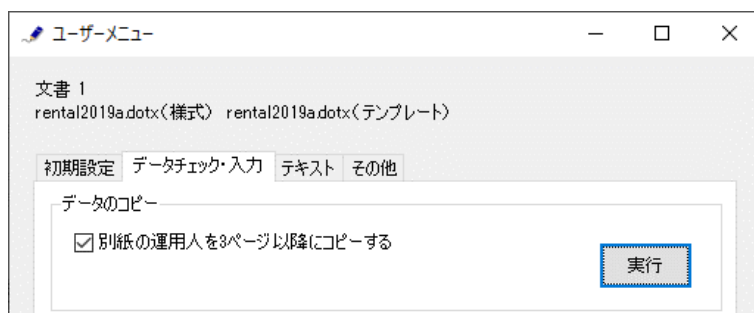 ユーザーメニュー
文書 1
rental2019a.dotx(様式) rental2019a.dotx(テンプレート)
初期設定 データチェック・入力 テキスト その他
データのコピー
別紙の運用人を3ページ以降にコピーする
実行